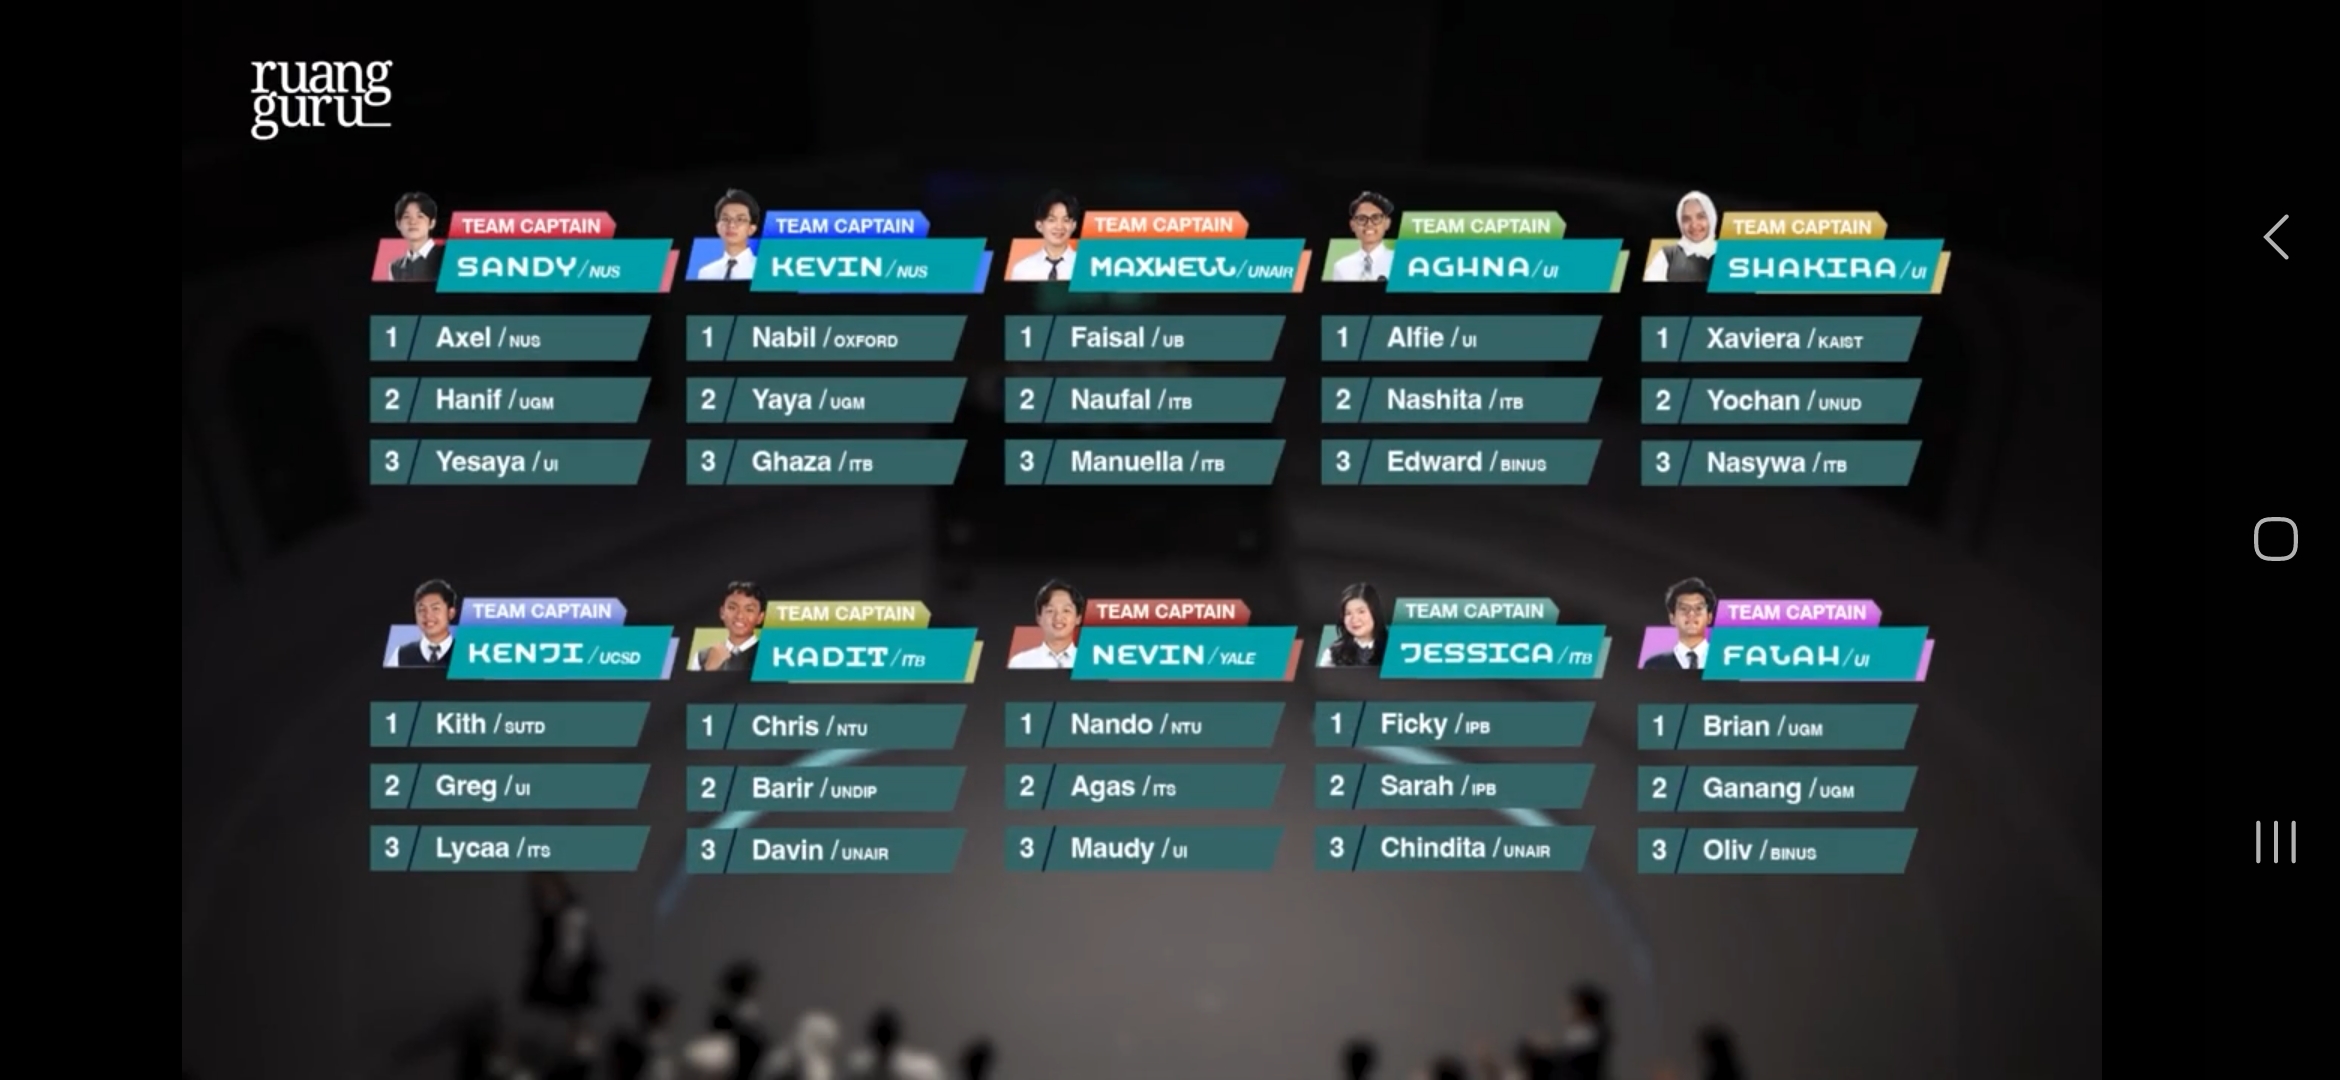 ruang
guru
TEAM CAPTAIN
SANDY/NUS
1 Axel /NUS
2 Hanif /UGM
3 Yesaya /UI
TEAM CAPTAIN
KEVIN/NUS
1 Nabil /OXFORD
2 Yaya /UGM
3 Ghaza /ITB
TEAM CAPTAIN
MAXWELL/UNAIR
1 Faisal /UB
2 Naufal /ITB
3 Manuella /ITB
TEAM CAPTAIN
AGHNA/UI
1 Alfie /UI
2 Nashita /ITB
3 Edward /BINUS
TEAM CAPTAIN
SHAKIRA/UI
1 Xaviera /KAIST
2 Yochan /UNUD
3 Nasywa /ITB
TEAM CAPTAIN
KENJI/UCSD
1 Kith /SUTD
2 Greg /UI
3 Lycaa /ITS
TEAM CAPTAIN
KADIT/ITB
1 Chris /NTU
2 Barir /UNDIP
3 Davin /UNAIR
TEAM CAPTAIN
NEVIN/YALE
1 Nando /NTU
2 Agas /ITS
3 Maudy /UI
TEAM CAPTAIN
JESSICA/ITB
1 Ficky /IPB
2 Sarah /IPB
3 Chindita /UNAIR
TEAM CAPTAIN
FALAH/UI
1 Brian /UGM
2 Ganang /UGM
3 Oliv /BINUS